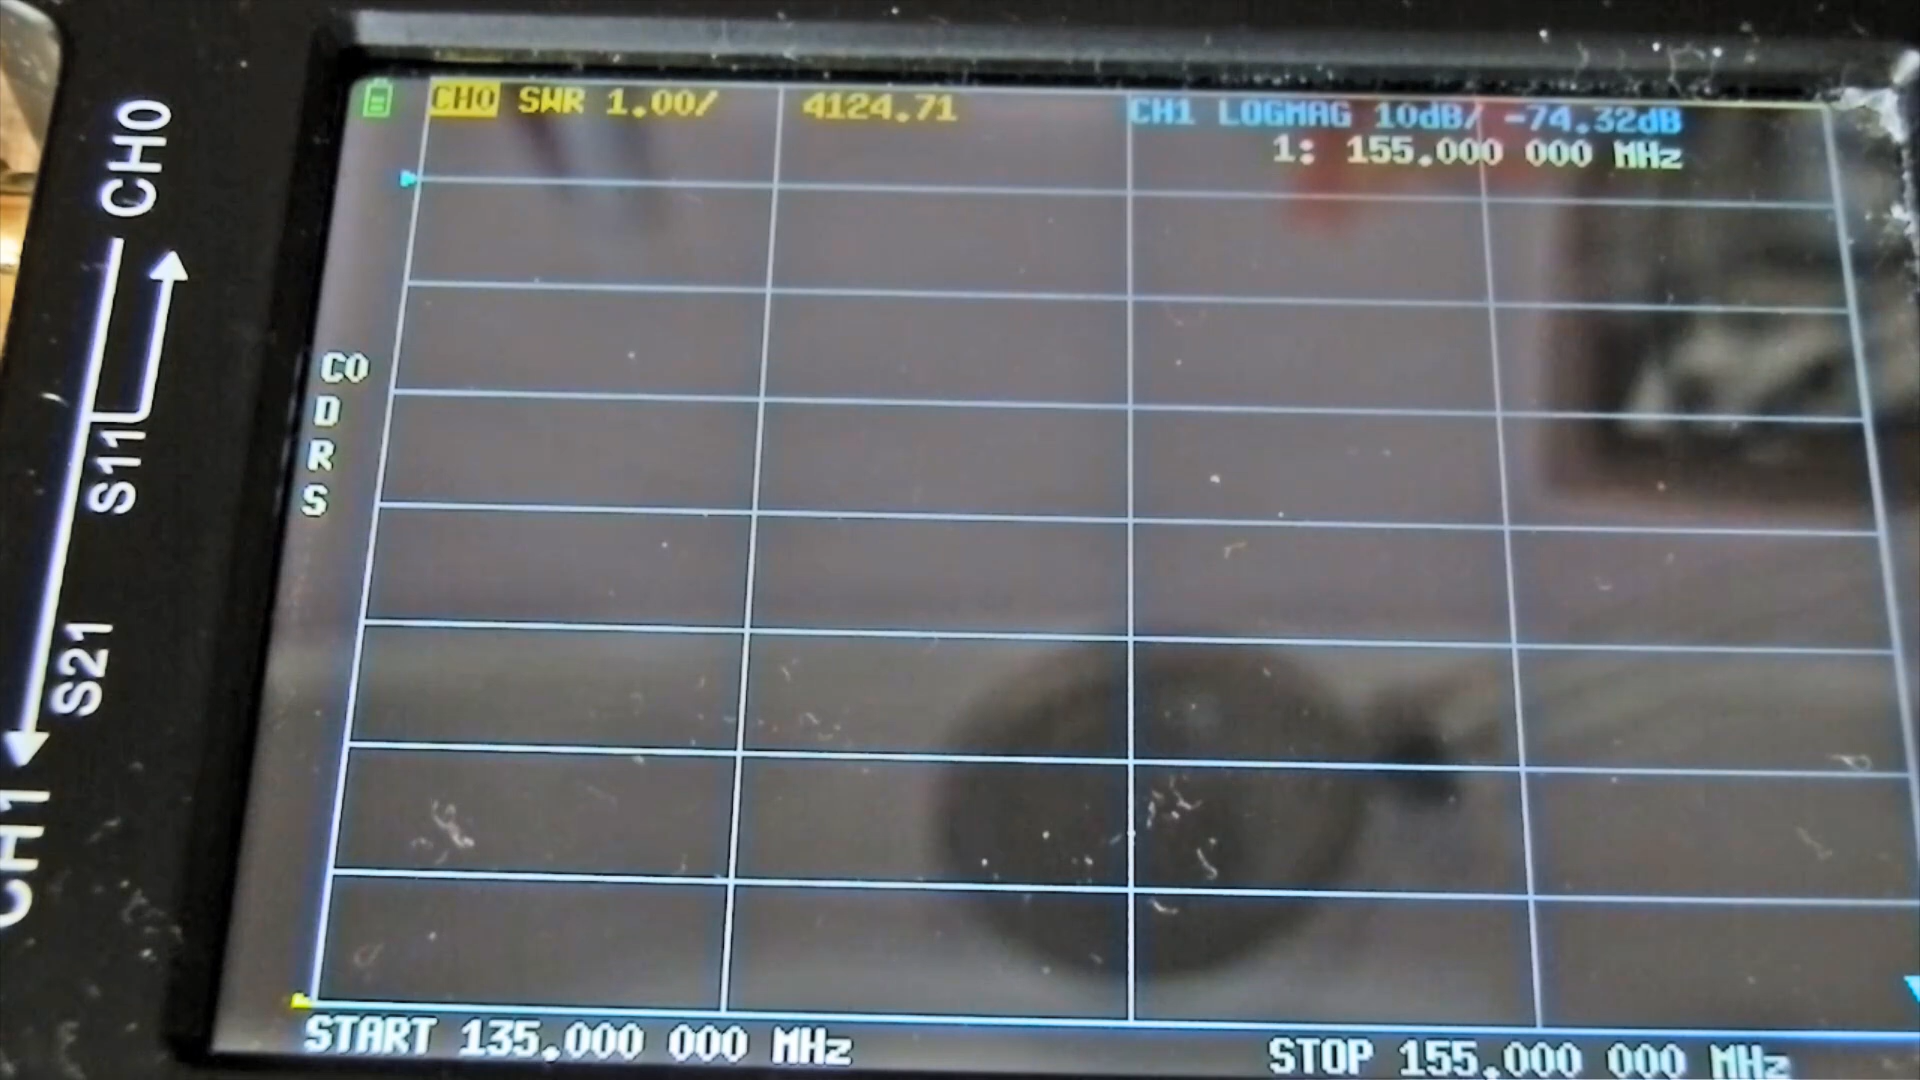 CH0 SWR 1.00/ 4124.71 CH1 LOGMAG 10dB/ -74.32dB
1: 155.000 000 MHz
C0
D
R
S
START 135.000 000 MHz STOP 155.000 000 MHz
CH0
S11
S21
CH1